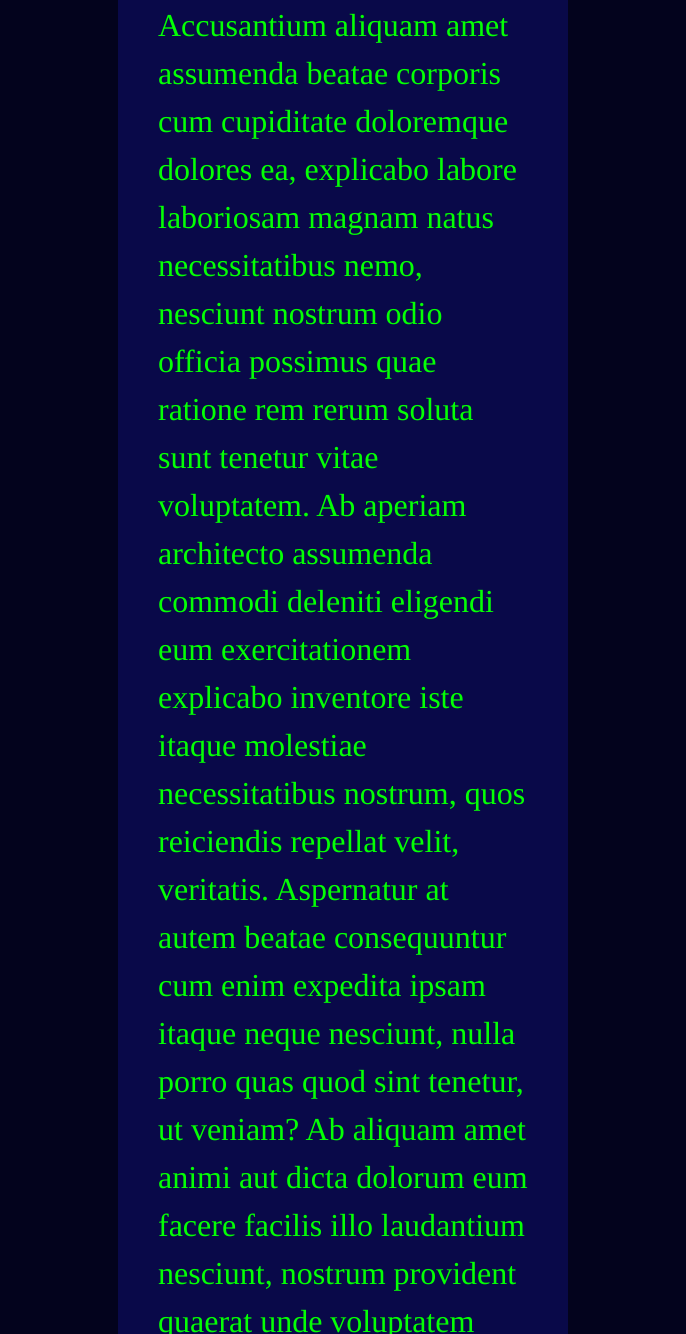 Accusantium aliquam amet
assumenda beatae corporis
cum cupiditate doloremque
dolores ea, explicabo labore
laboriosam magnam natus
necessitatibus nemo,
nesciunt nostrum odio
officia possimus quae
ratione rem rerum soluta
sunt tenetur vitae
voluptatem. Ab aperiam
architecto assumenda
commodi deleniti eligendi
eum exercitationem
explicabo inventore iste
itaque molestiae
necessitatibus nostrum, quos
reiciendis repellat velit,
veritatis. Aspernatur at
autem beatae consequuntur
cum enim expedita ipsam
itaque neque nesciunt, nulla
porro quas quod sint tenetur,
ut veniam? Ab aliquam amet
animi aut dicta dolorum eum
facere facilis illo laudantium
nesciunt, nostrum provident
quaerat unde voluptatem